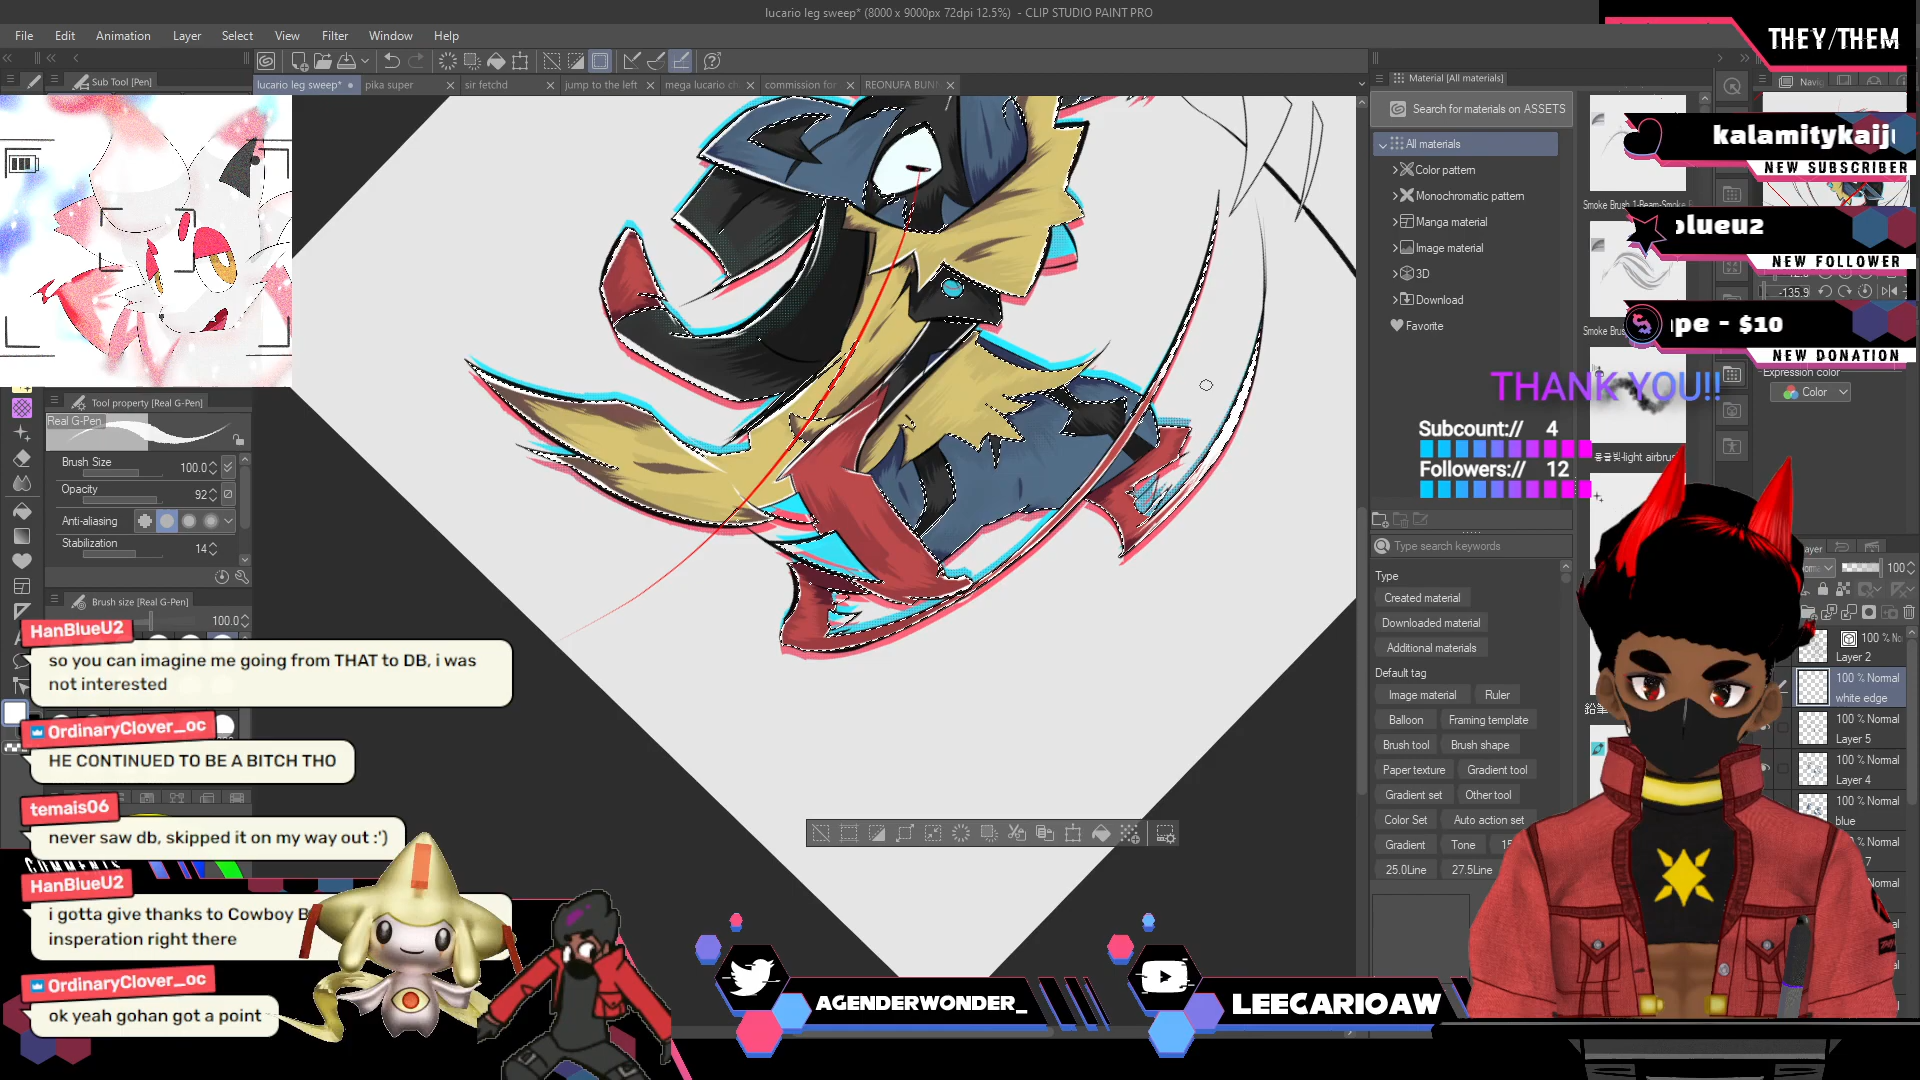 lucario leg sweep* (8000 x 9000px 72dpi 12.5%) - CLIP STUDIO PAINT PRO
File Edit Animation Layer Select View Filter Window Help
THEY/THEM
Sub Tool [Pen]
lucario leg sweep*
pika super
sir fetchd
jump to the left
mega lucario ch
commission for
REONUFA BUNN
Material [All materials]
Search for materials on ASSETS
All materials
Color pattern
Monochromatic pattern
Manga material
Image material
3D
Download
Favorite
kalamitykaiju
NEW SUBSCRIBER
blueu2
NEW FOLLOWER
-135.9
ape - $10
NEW DONATION
Expression color
Color
THANK YOU!!
Subcount:// 4
Followers:// 12
Tool property [Real G-Pen]
Real G-Pen
Brush Size 100.0
Opacity 92
Anti-aliasing
Stabilization 14
Brush size [Real G-Pen]
100.0
Type search keywords
Type
Created material
Downloaded material
Additional materials
Default tag
Image material
Ruler
Balloon
Framing template
Brush tool
Brush shape
Paper texture
Gradient tool
Gradient set
Other tool
Color Set
Auto action set
Gradient
Tone
25.0Line
27.5Line
100
Layer 2
100 % Normal
white edge
100 % Normal
Layer 5
100 % Normal
Layer 4
100 % Normal
blue
HanBlueU2
so you can imagine me going from THAT to DB, i was
not interested
OrdinaryClover_oc
HE CONTINUED TO BE A BITCH THO
temais06
never saw db, skipped it on my way out :')
HanBlueU2
i gotta give thanks to Cowboy B
insperation right there
OrdinaryClover_oc
ok yeah gohan got a point
AGENDERWONDER_
LEECARIOAW